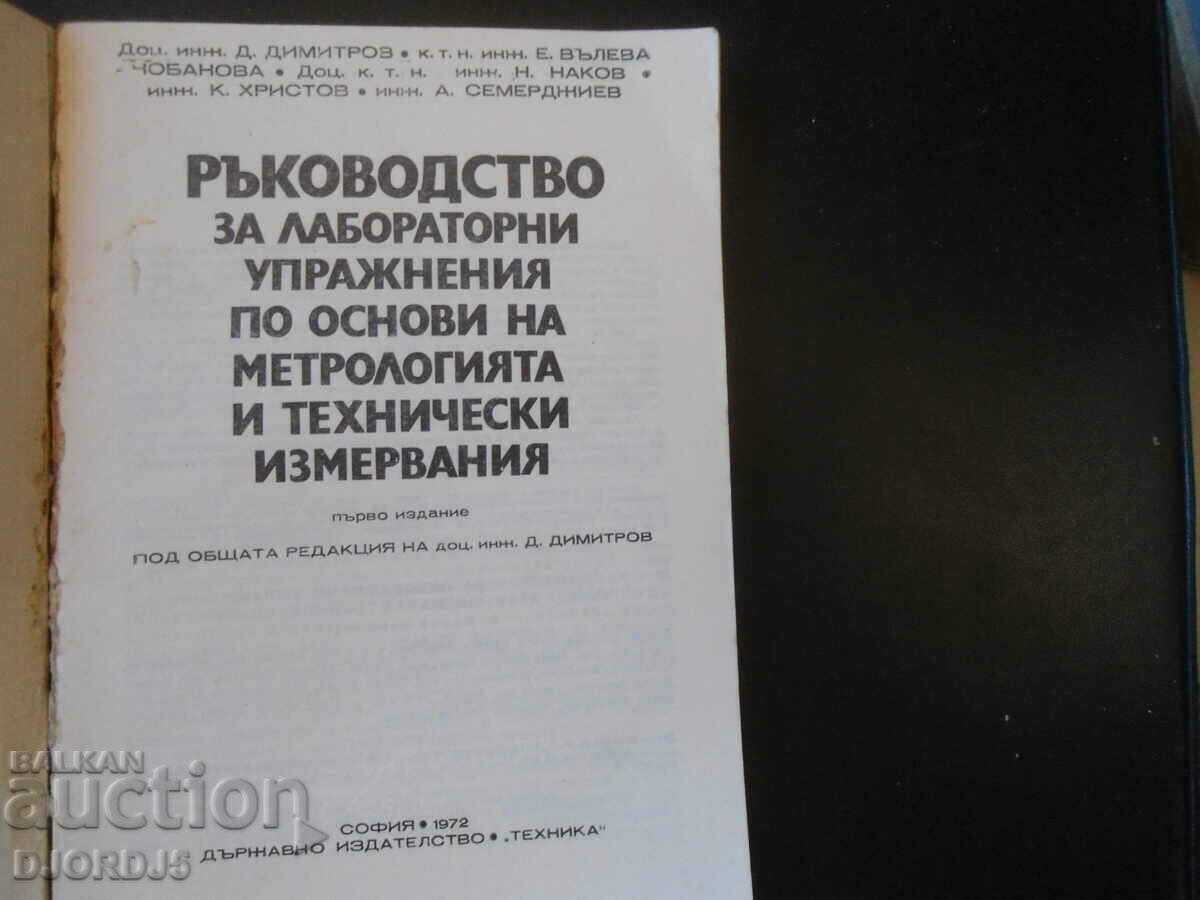 Доц. инж. Д. ДИМИТРОВ • к. т. н. инж. Е. ВЪЛЕВА
- ЧОБАНОВА • Доц. к. т. н. инж. Н. НАКОВ •
инж. К. ХРИСТОВ • инж. А. СЕМЕРДЖИЕВ
РЪКОВОДСТВО
ЗА ЛАБОРАТОРНИ
УПРАЖНЕНИЯ
ПО ОСНОВИ НА
МЕТРОЛОГИЯТА
И ТЕХНИЧЕСКИ
ИЗМЕРВАНИЯ
първо издание
ПОД ОБЩАТА РЕДАКЦИЯ НА доц. инж. Д. ДИМИТРОВ
СОФИЯ • 1972
ДЪРЖАВНО ИЗДАТЕЛСТВО • „ТЕХНИКА"
BALKAN
auction
DJORDJ5